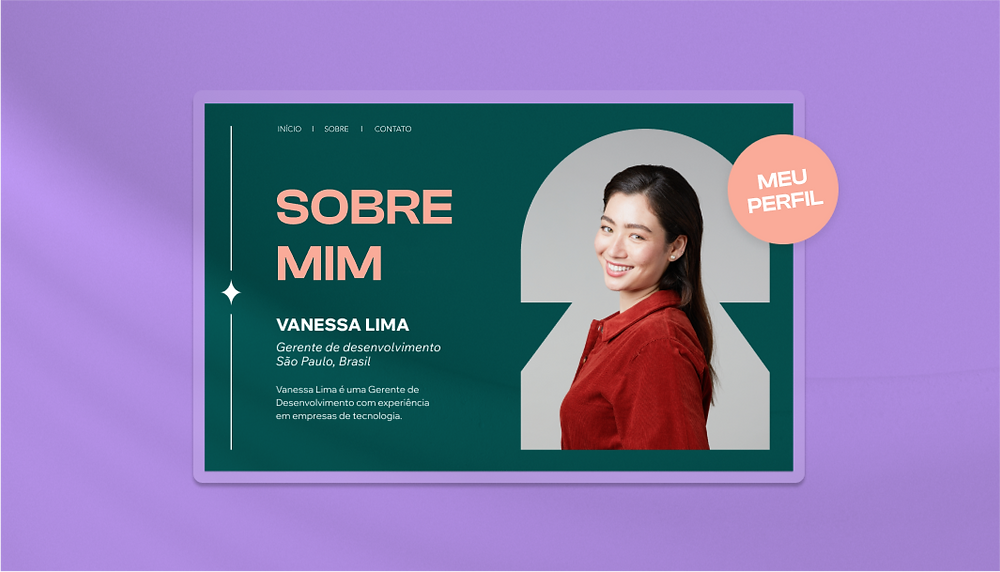 INÍCIO | SOBRE | CONTATO
SOBRE
MIM
VANESSA LIMA
Gerente de desenvolvimento
São Paulo, Brasil
Vanessa Lima é uma Gerente de
Desenvolvimento com experiência
em empresas de tecnologia.
MEU
PERFIL